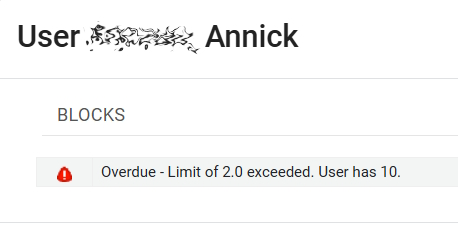 User Annick
BLOCKS
Overdue - Limit of 2.0 exceeded. User has 10.